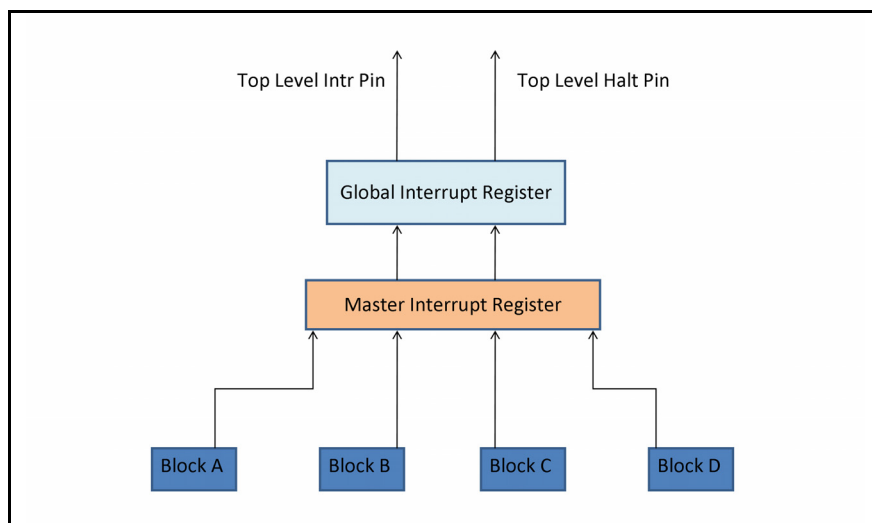 Top Level Intr Pin
Top Level Halt Pin
Global Interrupt Register
Master Interrupt Register
Block A
Block B
Block C
Block D